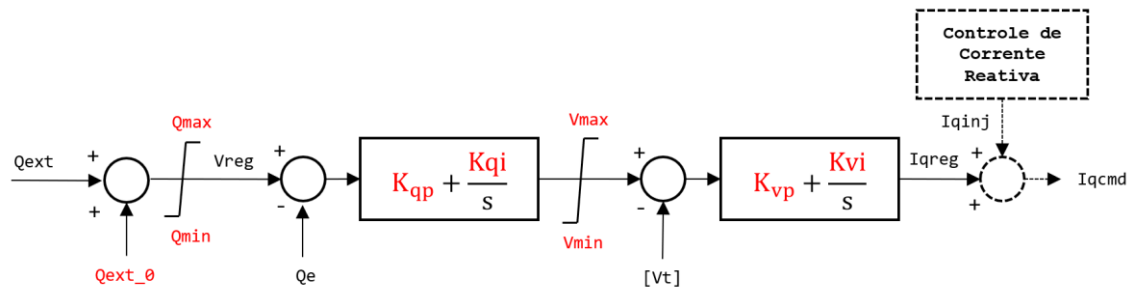 Controle de
Corrente
Reativa
Qmax
Vmax
Iqinj
Qext
+
+
Vreg
+
-
Kqp + Kqi/s
+
-
Kvp + Kvi/s
Iqreg
+
+
Iqcmd
Qmin
Vmin
Qext_0
Qe
[Vt]